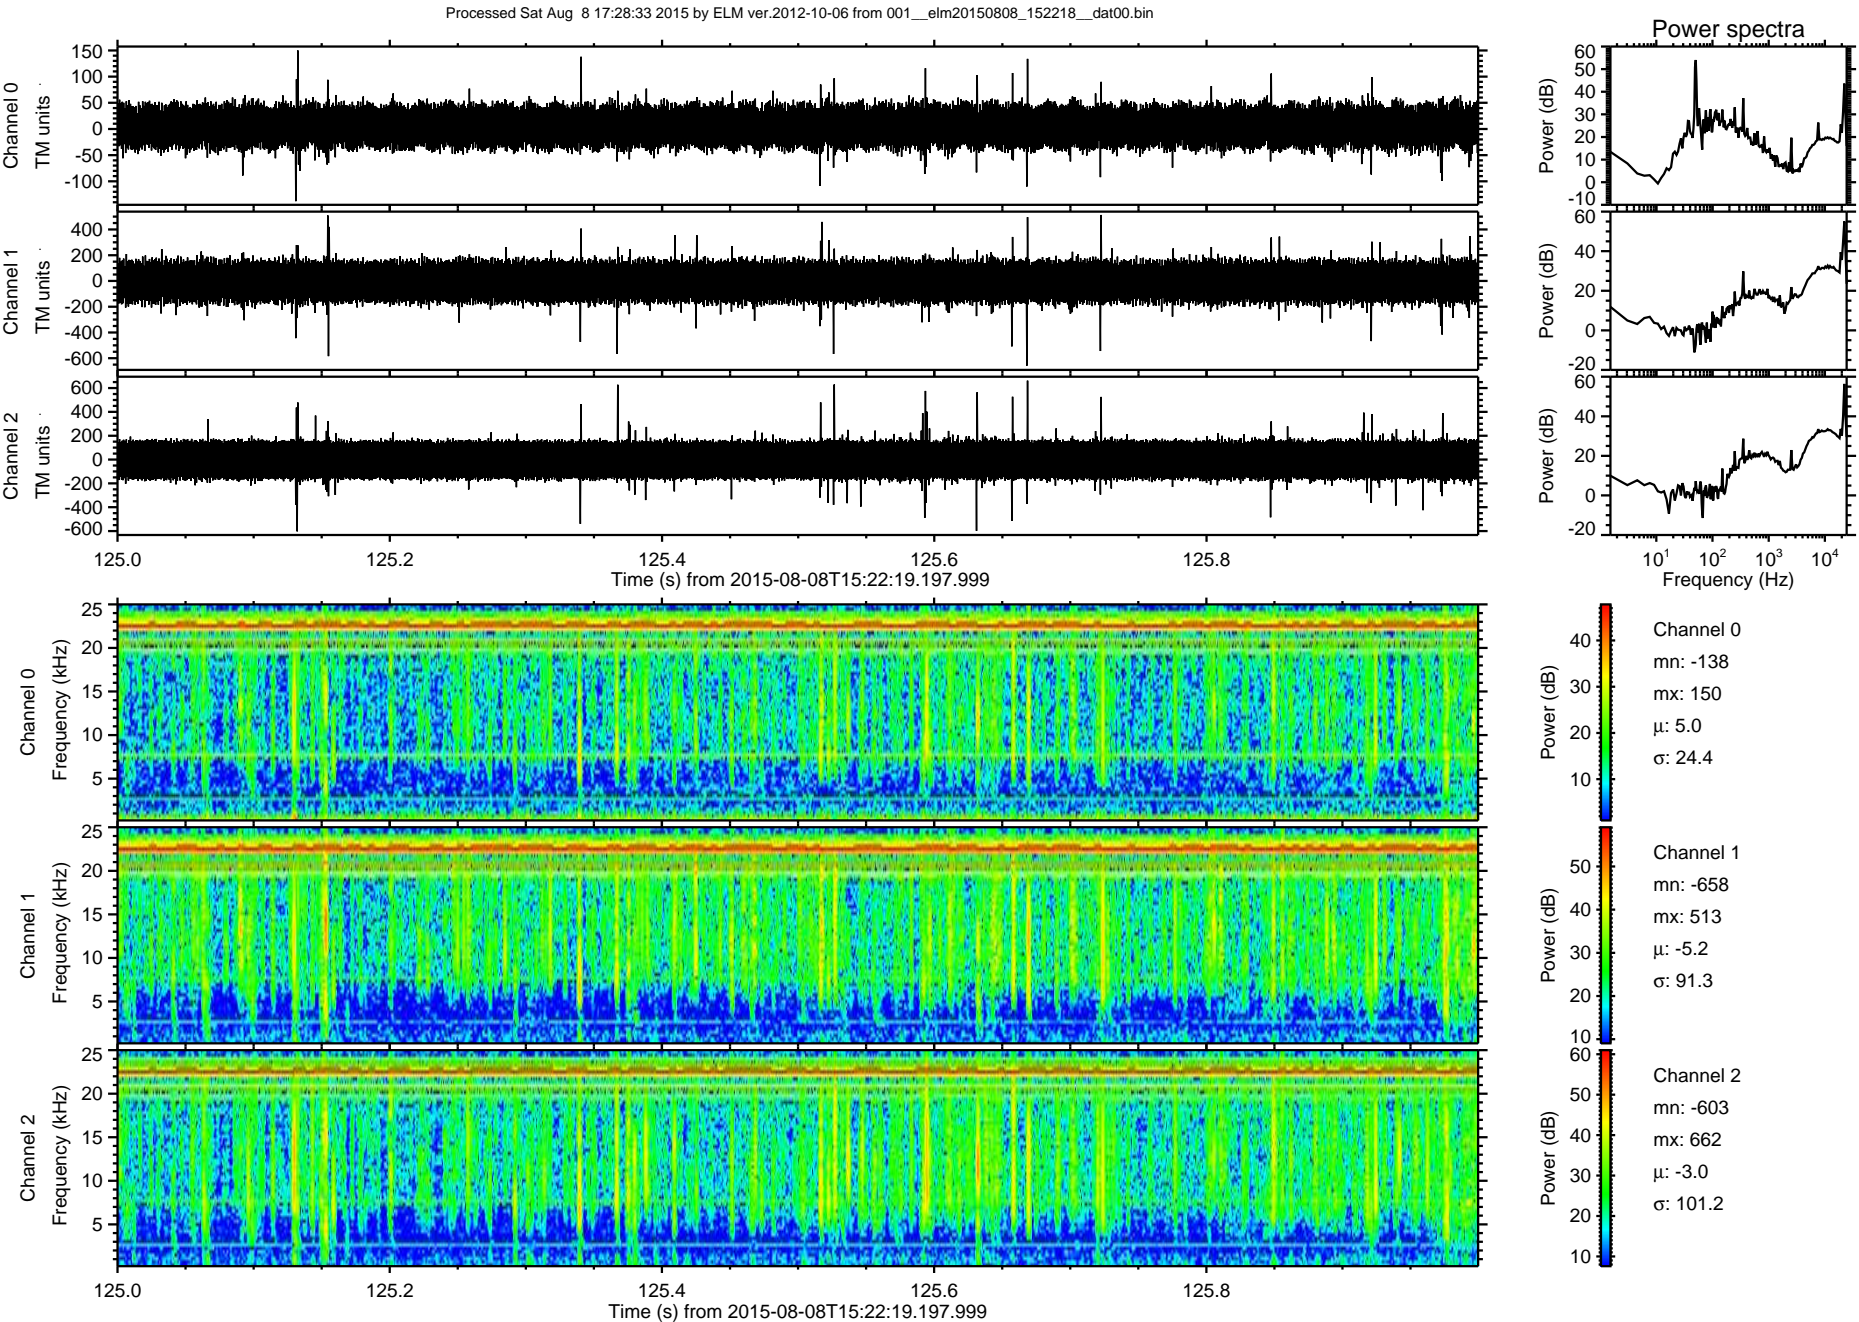 Processed Sat Aug  8 17:28:33 2015 by ELM ver.2012-10-06 from 001__elm20150808_152218__dat00.bin
Power spectra
Channel 0
TM units
150
100
50
0
-50
-100
Power (dB)
60
50
40
30
20
10
0
-10
Channel 1
TM units
400
200
0
-200
-400
-600
Power (dB)
60
40
20
0
-20
Channel 2
TM units
600
400
200
0
-200
-400
-600
Power (dB)
60
40
20
0
-20
125.0 125.2 125.4 125.6 125.8
Time (s) from 2015-08-08T15:22:19.197.999
10¹ 10² 10³ 10⁴
Frequency (Hz)
Channel 0
Frequency (kHz)
25
20
15
10
5
Power (dB)
40
30
20
10
Channel 0
mn: -138
mx: 150
μ: 5.0
σ: 24.4
Channel 1
Frequency (kHz)
25
20
15
10
5
Power (dB)
50
40
30
20
10
Channel 1
mn: -658
mx: 513
μ: -5.2
σ: 91.3
Channel 2
Frequency (kHz)
25
20
15
10
5
Power (dB)
60
50
40
30
20
10
Channel 2
mn: -603
mx: 662
μ: -3.0
σ: 101.2
125.0 125.2 125.4 125.6 125.8
Time (s) from 2015-08-08T15:22:19.197.999